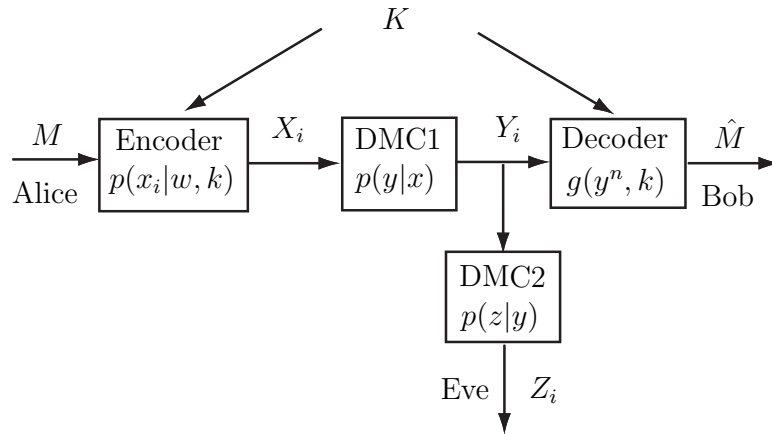 K
M
Alice
Encoder
p(x_i|w, k)
X_i
DMC1
p(y|x)
Y_i
Decoder
g(y^n, k)
M̂
Bob
DMC2
p(z|y)
Eve
Z_i